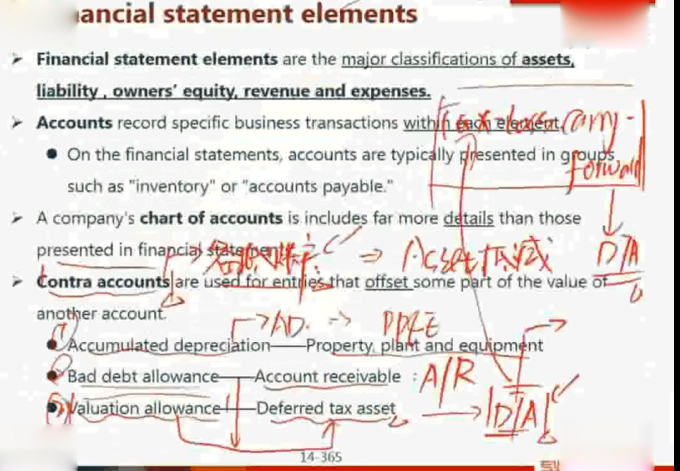 ancial statement elements
➢ Financial statement elements are the major classifications of assets,
liability , owners' equity, revenue and expenses.
➢ Accounts record specific business transactions within each element.
● On the financial statements, accounts are typically presented in groups
such as "inventory" or "accounts payable."
➢ A company's chart of accounts is includes far more details than those
presented in financial statement.
➢ Contra accounts are used for entries that offset some part of the value of
another account.
● Accumulated depreciation——Property, plant and equipment
● Bad debt allowance——Account receivable :
● Valuation allowance——Deferred tax asset
tax loss carry-
forward
DTA
Asset
AD. => PP&E
A/R
DTA
14-365